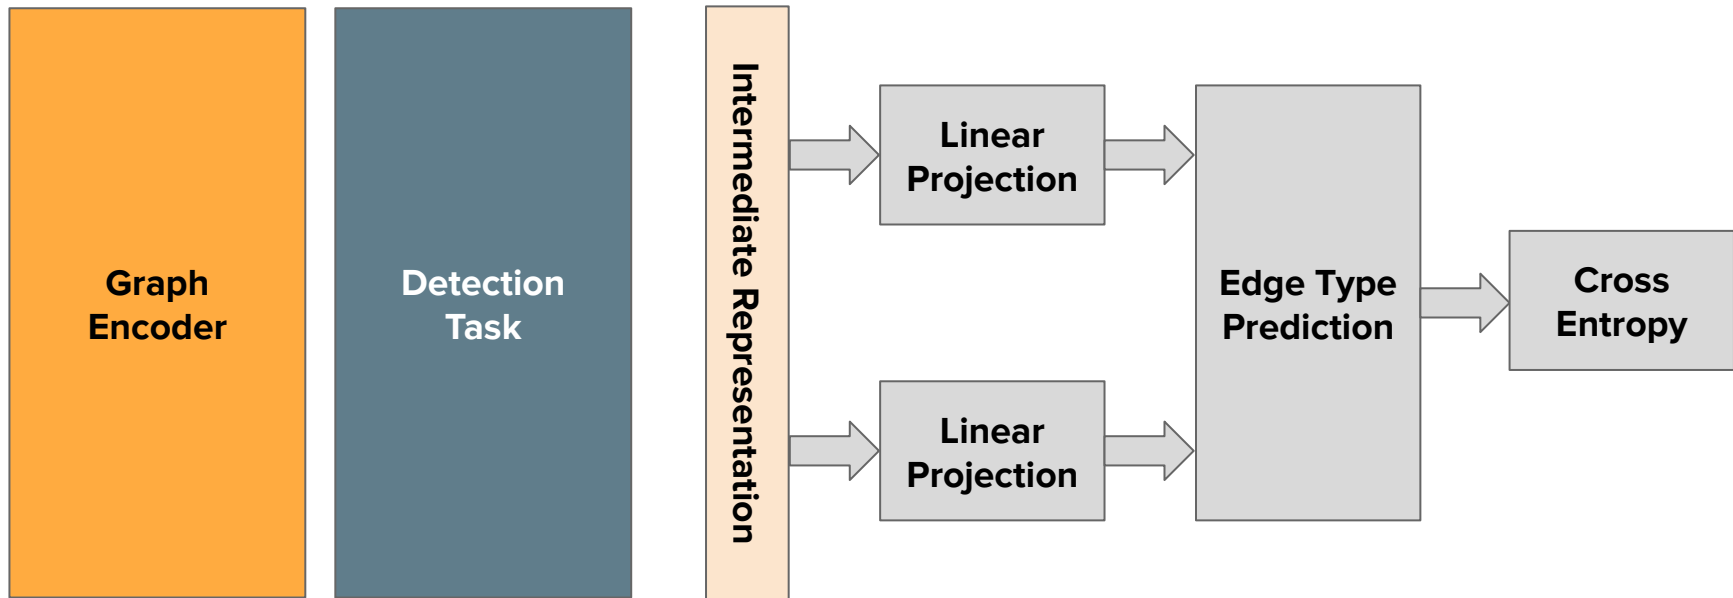 Graph
Encoder
Detection
Task
Intermediate Representation
Linear
Projection
Linear
Projection
Edge Type
Prediction
Cross
Entropy